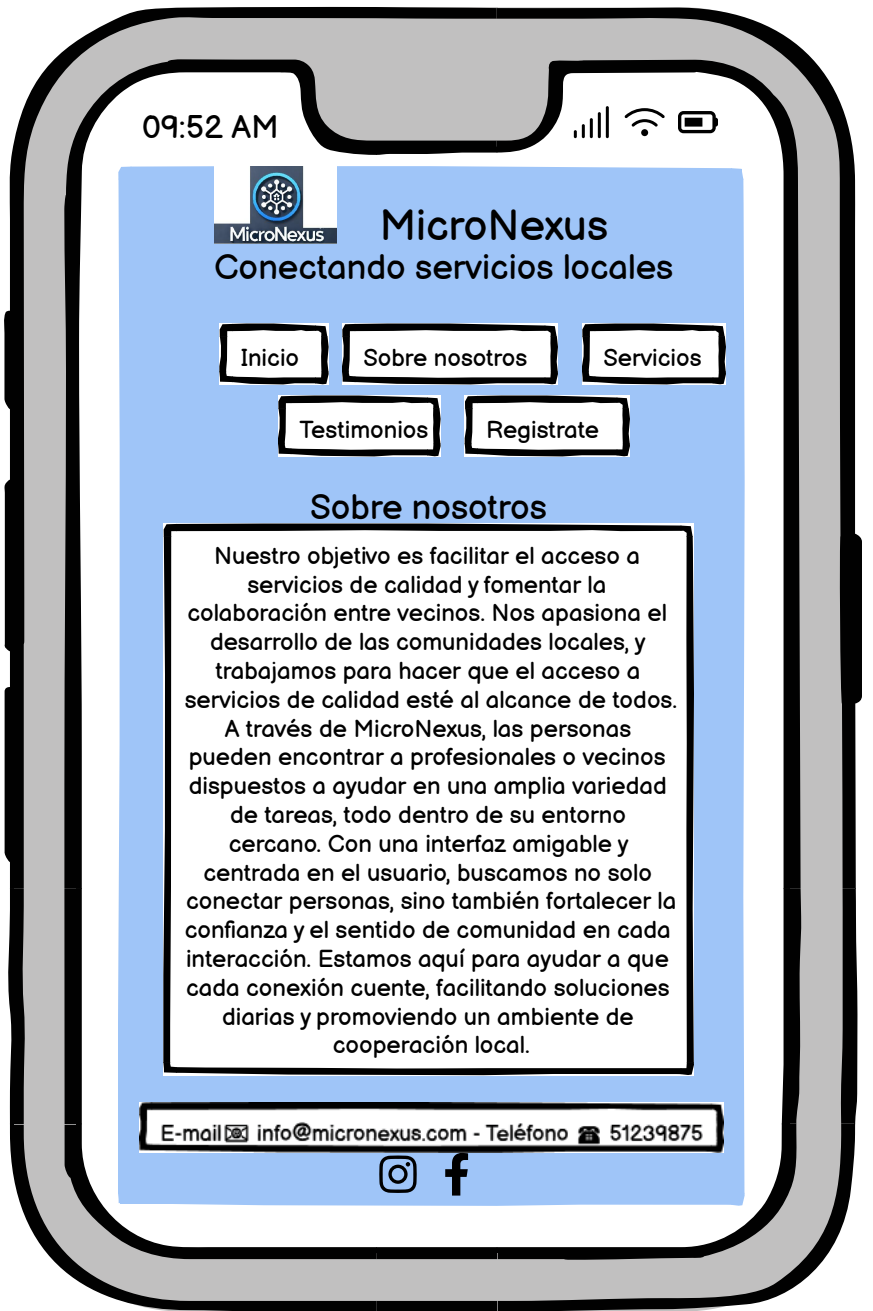 09:52 AM
MicroNexus
MicroNexus
Conectando servicios locales
Inicio
Sobre nosotros
Servicios
Testimonios
Registrate
Sobre nosotros
Nuestro objetivo es facilitar el acceso a
servicios de calidad y fomentar la
colaboración entre vecinos. Nos apasiona el
desarrollo de las comunidades locales, y
trabajamos para hacer que el acceso a
servicios de calidad esté al alcance de todos.
A través de MicroNexus, las personas
pueden encontrar a profesionales o vecinos
dispuestos a ayudar en una amplia variedad
de tareas, todo dentro de su entorno
cercano. Con una interfaz amigable y
centrada en el usuario, buscamos no solo
conectar personas, sino también fortalecer la
confianza y el sentido de comunidad en cada
interacción. Estamos aquí para ayudar a que
cada conexión cuente, facilitando soluciones
diarias y promoviendo un ambiente de
cooperación local.
E-mail📧 info@micronexus.com - Teléfono ☎ 51239875